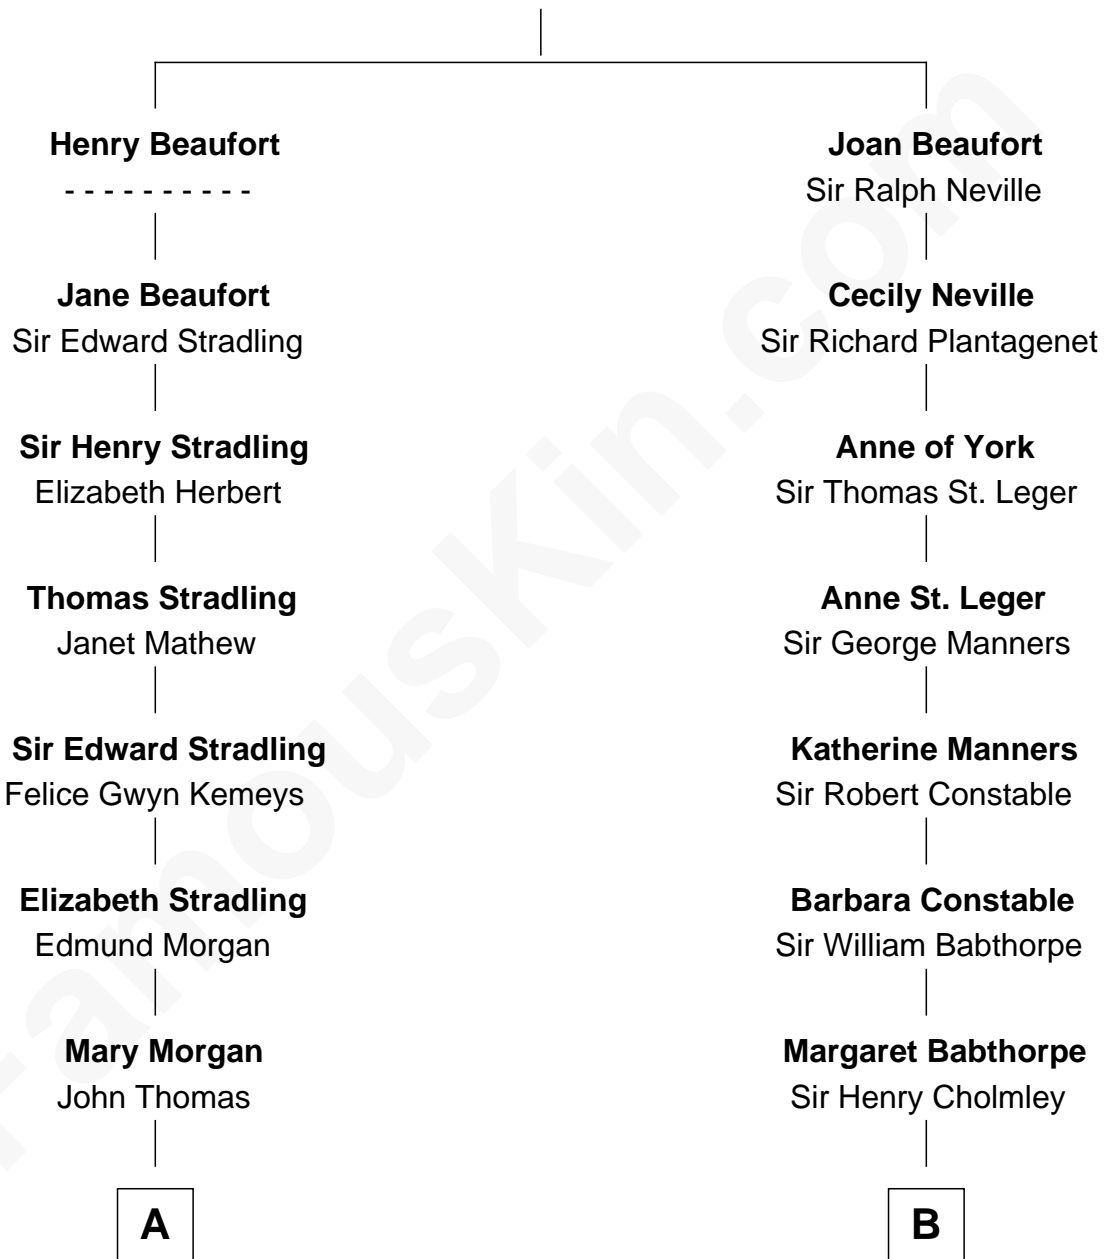 Henry Beaufort
- - - - - - - - - -
Jane Beaufort
Sir Edward Stradling
Sir Henry Stradling
Elizabeth Herbert
Thomas Stradling
Janet Mathew
Sir Edward Stradling
Felice Gwyn Kemeys
Elizabeth Stradling
Edmund Morgan
Mary Morgan
John Thomas
A
Joan Beaufort
Sir Ralph Neville
Cecily Neville
Sir Richard Plantagenet
Anne of York
Sir Thomas St. Leger
Anne St. Leger
Sir George Manners
Katherine Manners
Sir Robert Constable
Barbara Constable
Sir William Babthorpe
Margaret Babthorpe
Sir Henry Cholmley
B
FamousKin.com